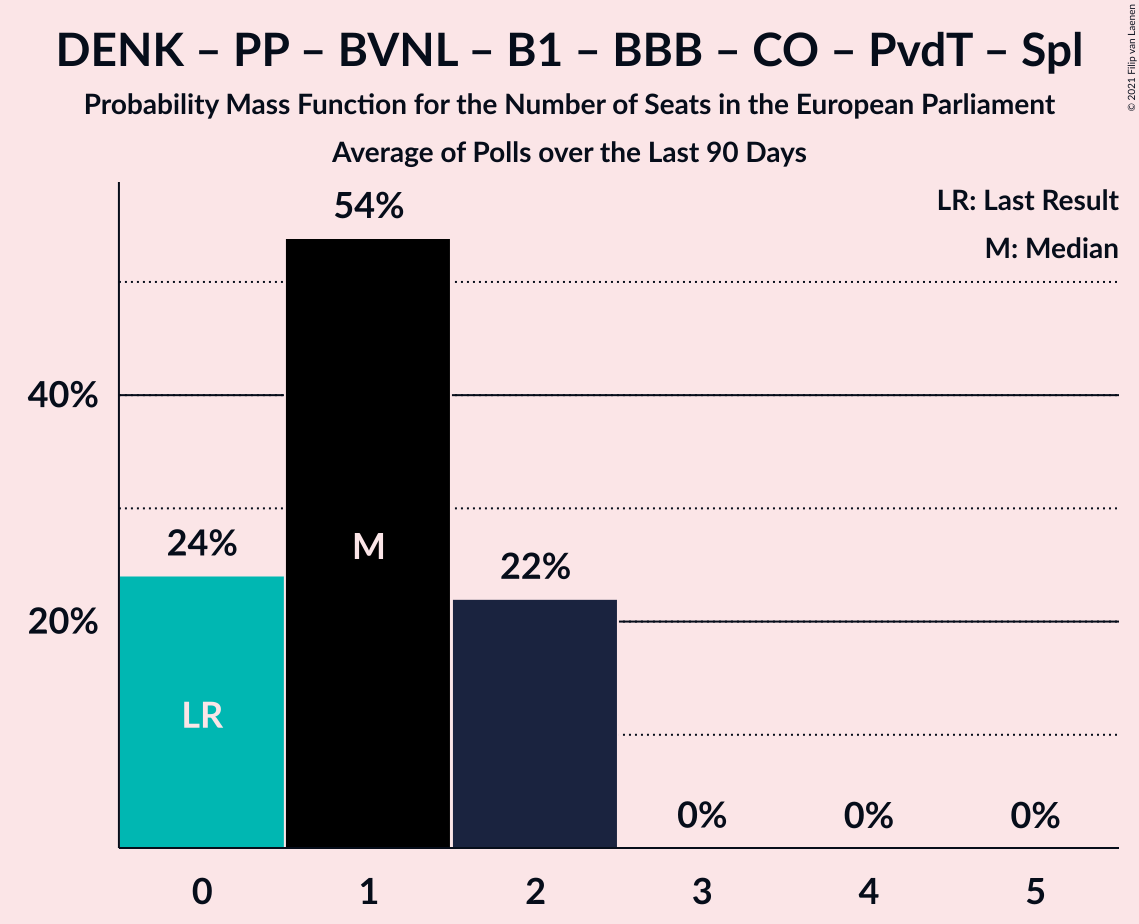 DENK – PP – BVNL – B1 – BBB – CO – PvdT – Spl
Probability Mass Function for the Number of Seats in the European Parliament
Average of Polls over the Last 90 Days
© 2021 Filip van Laenen
LR: Last Result
M: Median
54%
40%
24%
M
22%
20%
LR
0%
0%
0%
0
1
2
3
4
5